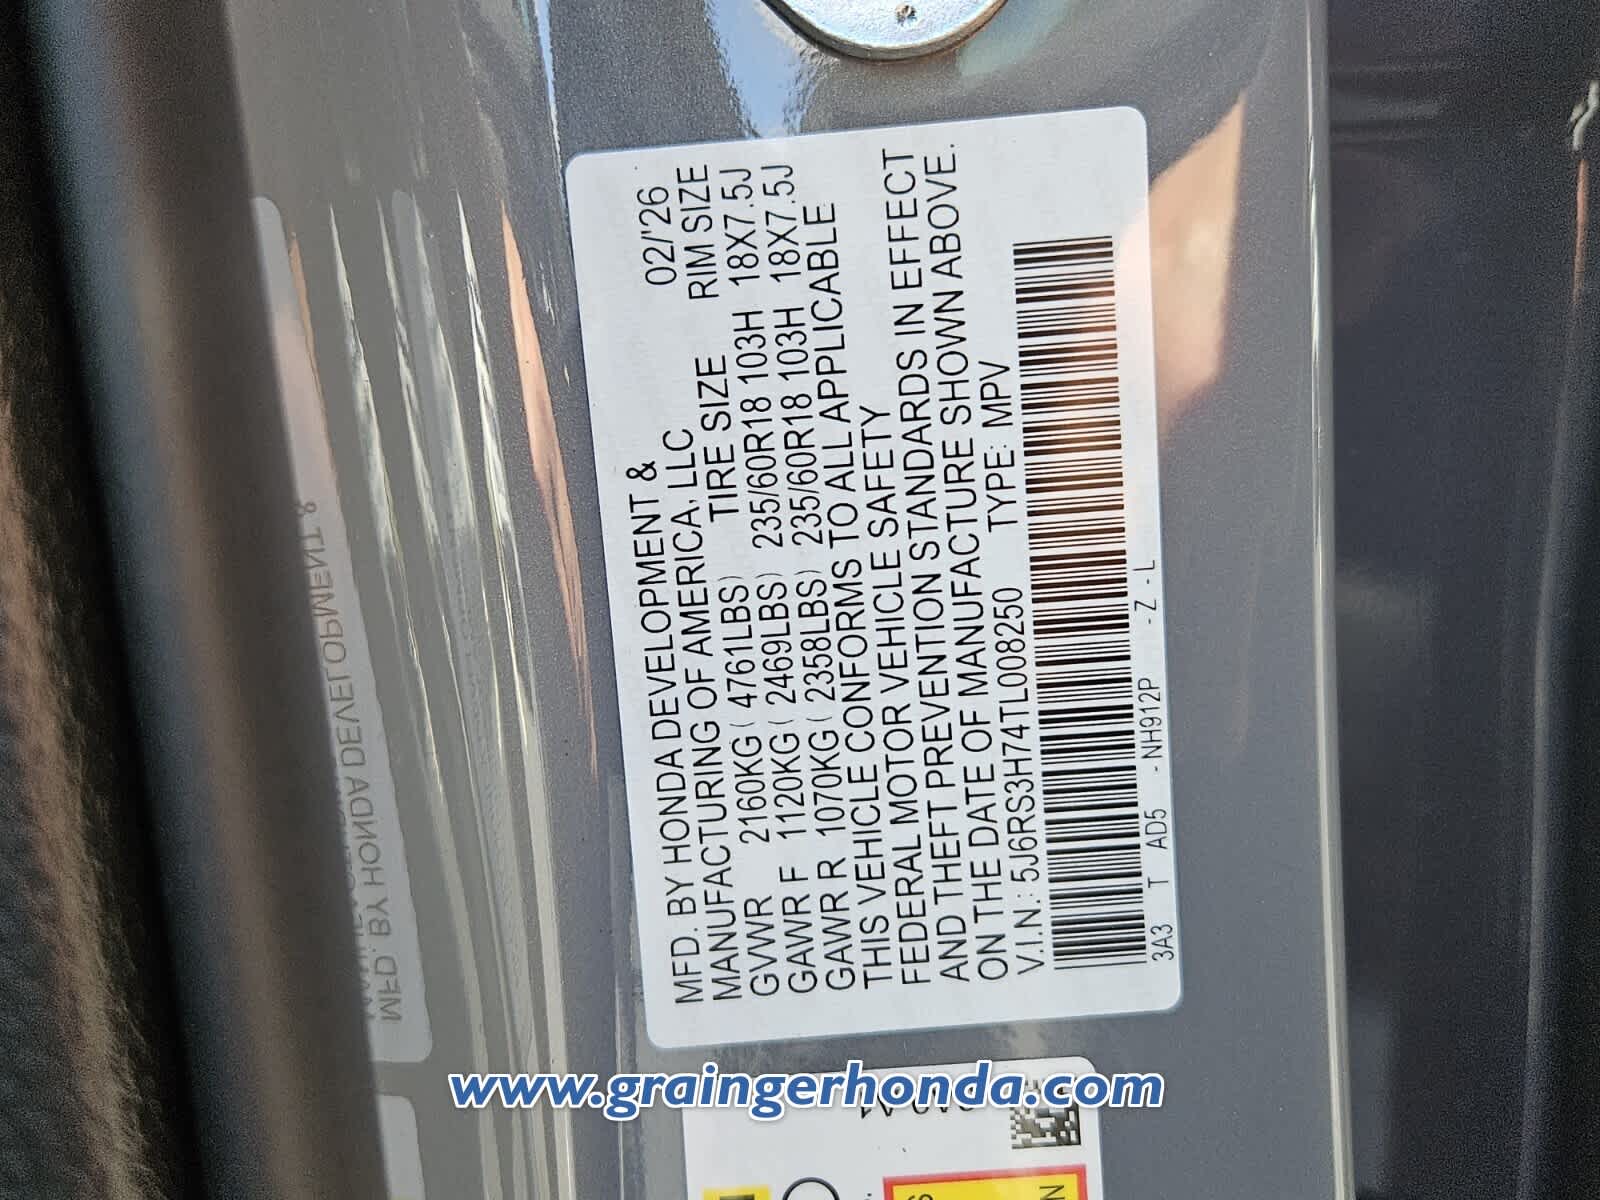 MFD. BY HONDA DEVELOPMENT & 02/'26
MANUFACTURING OF AMERICA, LLC RIM SIZE
TIRE SIZE
GVWR 2160KG ( 4761LBS) 235/60R18 103H 18X7.5J
GAWR F 1120KG ( 2469LBS) 235/60R18 103H 18X7.5J
GAWR R 1070KG ( 2358LBS)
THIS VEHICLE CONFORMS TO ALL APPLICABLE
FEDERAL MOTOR VEHICLE SAFETY
AND THEFT PREVENTION STANDARDS IN EFFECT
ON THE DATE OF MANUFACTURE SHOWN ABOVE.
V.I.N.: 5J6RS3H74TL008250 TYPE: MPV
3A3 T AD5 -NH912P -Z-L
MFD. BY HONDA DEVELOPMENT &
www.graingerhonda.com